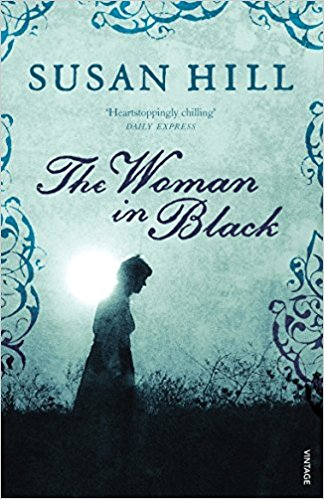 SUSAN HILL
‘Heartstoppingly chilling’
DAILY EXPRESS
The Woman
in Black
VINTAGE